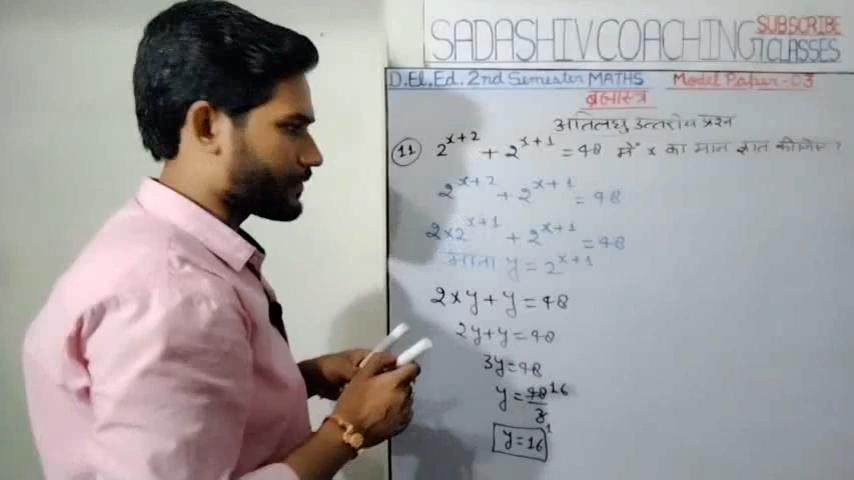 SADASHIV COACHING CLASSES
SUBSCRIBE
D.El.Ed. 2nd Semester MATHS Model Paper-03
ब्रह्मास्त्र
अतिलघु उत्तरीय प्रश्न
11 2^{x+2} + 2^{x+1} = 48 में x का मान ज्ञात कीजिए ?
2^{x+2} + 2^{x+1} = 48
2×2^{x+1} + 2^{x+1} = 48
माना y = 2^{x+1}
2×y + y = 48
2y+y = 48
3y = 48
y = 48/3 16 1
y = 16